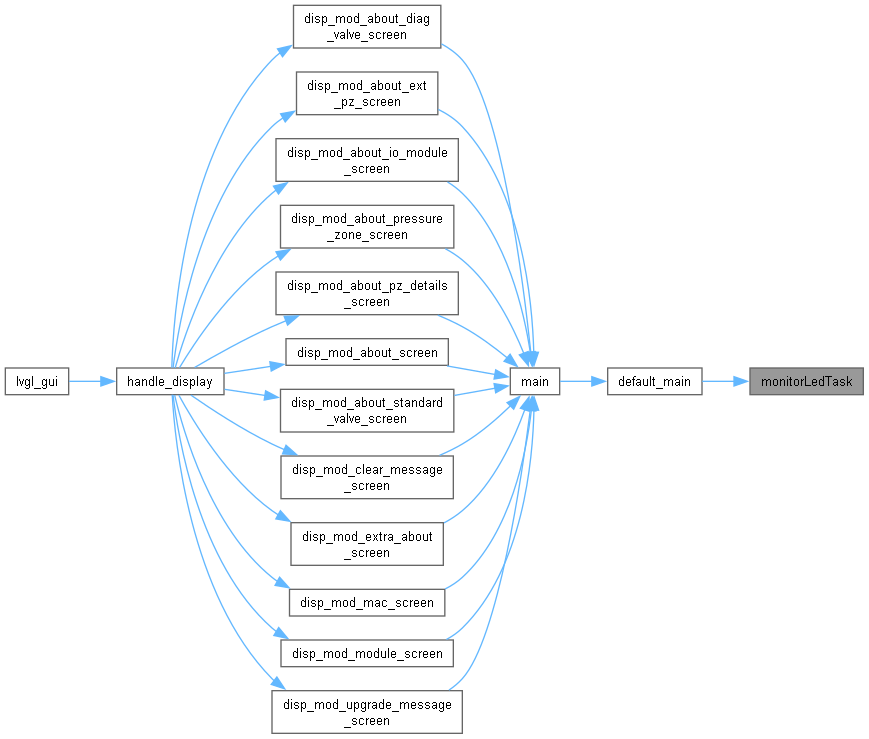 disp_mod_about_diag
_valve_screen
disp_mod_about_ext
_pz_screen
disp_mod_about_io_module
_screen
disp_mod_about_pressure
_zone_screen
disp_mod_about_pz_details
_screen
disp_mod_about_screen
lvgl_gui
handle_display
main
default_main
monitorLedTask
disp_mod_about_standard
_valve_screen
disp_mod_clear_message
_screen
disp_mod_extra_about
_screen
disp_mod_mac_screen
disp_mod_module_screen
disp_mod_upgrade_message
_screen